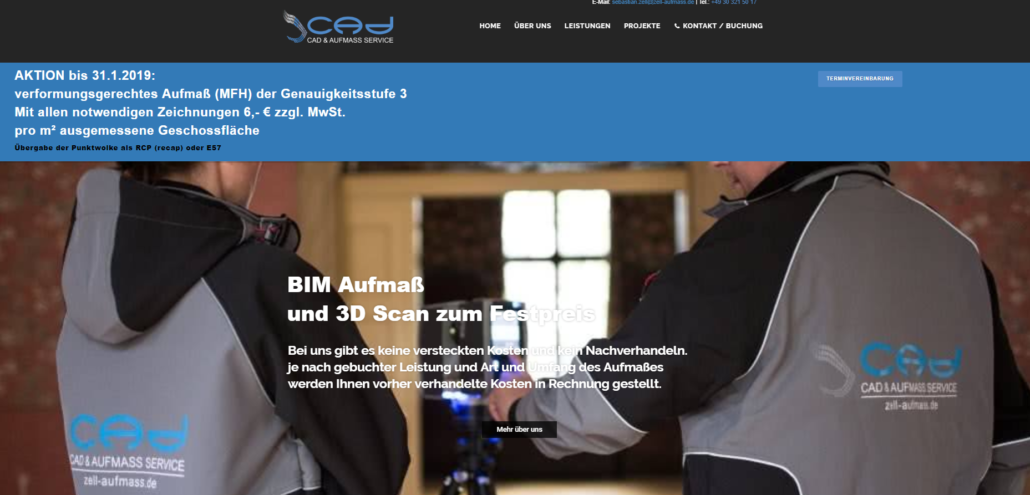 E-Mail: sebastian.zell@zell-aufmass.de | Tel.: +49 30 321 50 17
CAD
CAD & AUFMASS SERVICE
HOME ÜBER UNS LEISTUNGEN PROJEKTE KONTAKT / BUCHUNG
AKTION bis 31.1.2019:
verformungsgerechtes Aufmaß (MFH) der Genauigkeitsstufe 3
Mit allen notwendigen Zeichnungen 6,- € zzgl. MwSt.
pro m² ausgemessene Geschossfläche
Übergabe der Punktwolke als RCP (recap) oder E57
TERMINVEREINBARUNG
BIM Aufmaß
und 3D Scan zum Festpreis
Bei uns gibt es keine versteckten Kosten und kein Nachverhandeln.
je nach gebuchter Leistung und Art und Umfang des Aufmaßes
werden Ihnen vorher verhandelte Kosten in Rechnung gestellt.
Mehr über uns
CAD
CAD & AUFMASS SERVICE
zell-aufmass.de
CAD
CAD & AUFMASS SERVICE
zell-aufmass.de